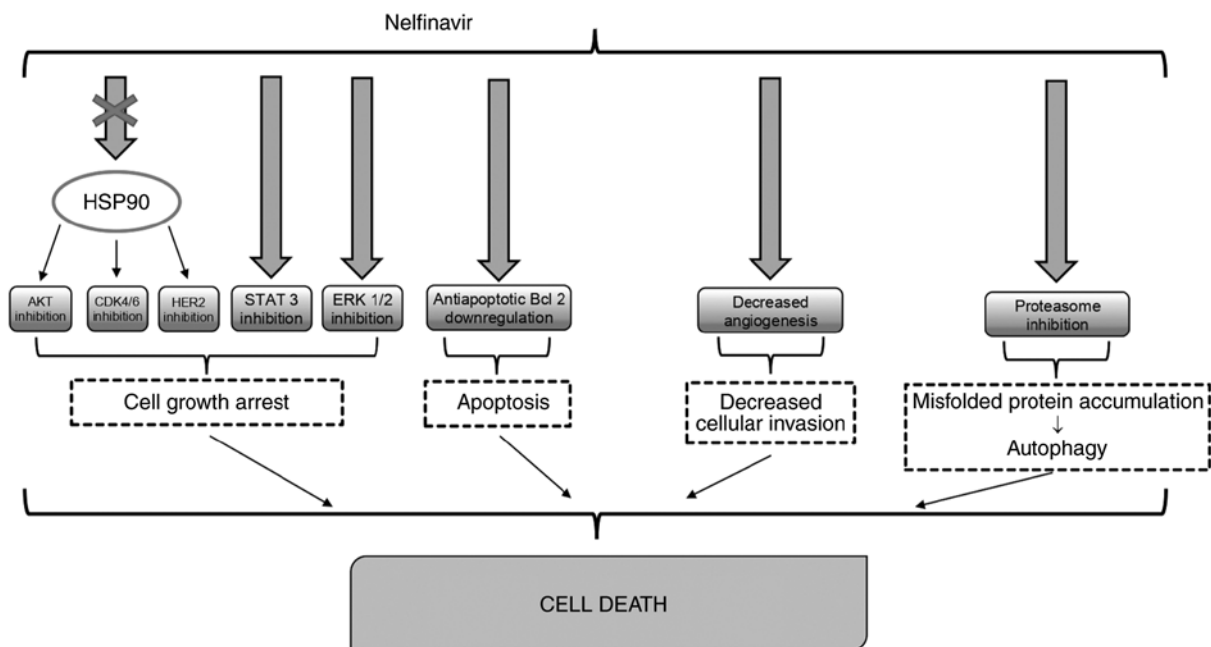 Nelfinavir
HSP90
AKT
inhibition
CDK4/6
inhibition
HER2
inhibition
STAT 3
inhibition
ERK 1/2
inhibition
Antiapoptotic Bcl 2
downregulation
Decreased
angiogenesis
Proteasome
inhibition
Cell growth arrest
Apoptosis
Decreased
cellular invasion
Misfolded protein accumulation
↓
Autophagy
CELL DEATH